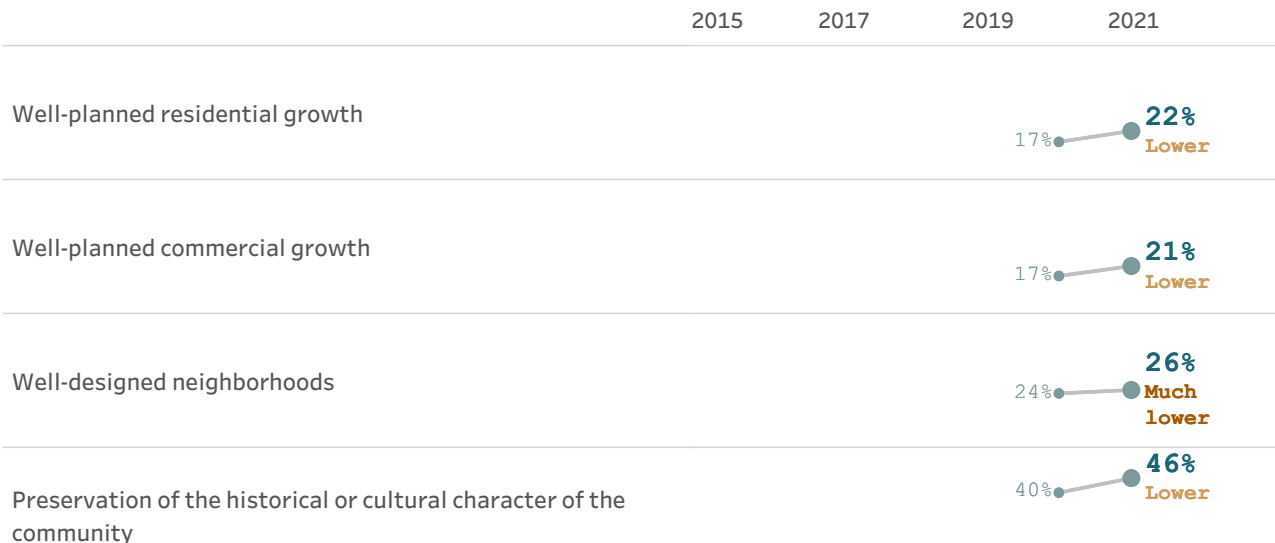 2015 2017 2019 2021
Well-planned residential growth
17%
22%
Lower
Well-planned commercial growth
17%
21%
Lower
Well-designed neighborhoods
24%
26%
Much
lower
Preservation of the historical or cultural character of the
community
40%
46%
Lower